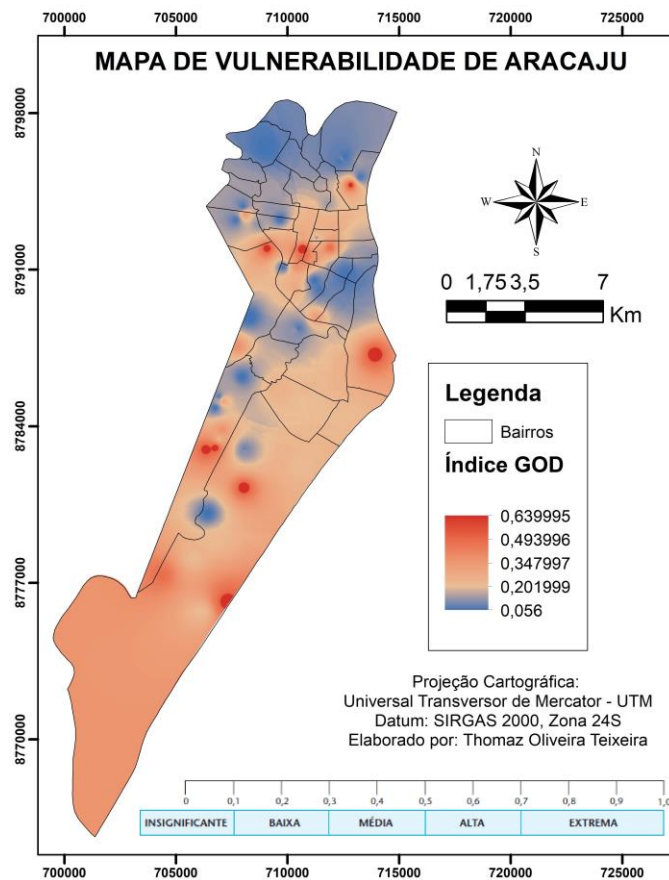 700000 705000 710000 715000 720000 725000
MAPA DE VULNERABILIDADE DE ARACAJU
8798000
N
W E
S
8791000
0 1,75 3,5 7
Km
Legenda
Bairros
8784000
Índice GOD
0,639995
0,493996
0,347997
0,201999
0,056
8777000
Projeção Cartográfica:
Universal Transversor de Mercator - UTM
Datum: SIRGAS 2000, Zona 24S
Elaborado por: Thomaz Oliveira Teixeira
8770000
0 0,1 0,2 0,3 0,4 0,5 0,6 0,7 0,8 0,9 1,0
INSIGNIFICANTE BAIXA MÉDIA ALTA EXTREMA
700000 705000 710000 715000 720000 725000